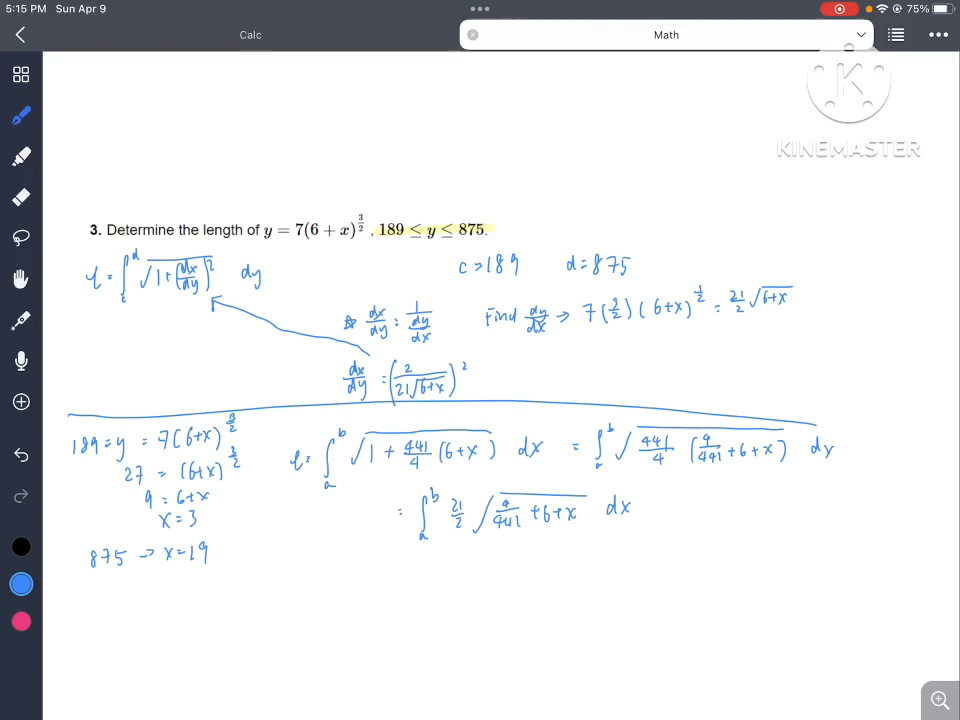 5:15 PM Sun Apr 9
75%
Calc
Math
KINEMASTER
3. Determine the length of y = 7(6 + x)^{3/2}, 189 ≤ y ≤ 875.
l = ∫_c^d √(1 + (dx/dy)^2) dy
c → 189 d = 875
☆ dx/dy = 1/(dy/dx)
Find dy/dx → 7(3/2)(6+x)^{1/2} = 21/2 √(6+x)
dx/dy = (2/(21√(6+x)))^2
189 = y = 7(6+x)^{3/2}
27 = (6+x)^{3/2}
9 = 6+x
x = 3
875 → x = 19
l = ∫_a^b √(1 + 441/4 (6+x)) dx = ∫_a^b √(441/4 (4/441 + 6 + x)) dx
= ∫_a^b 21/2 √(4/441 + 6 + x) dx